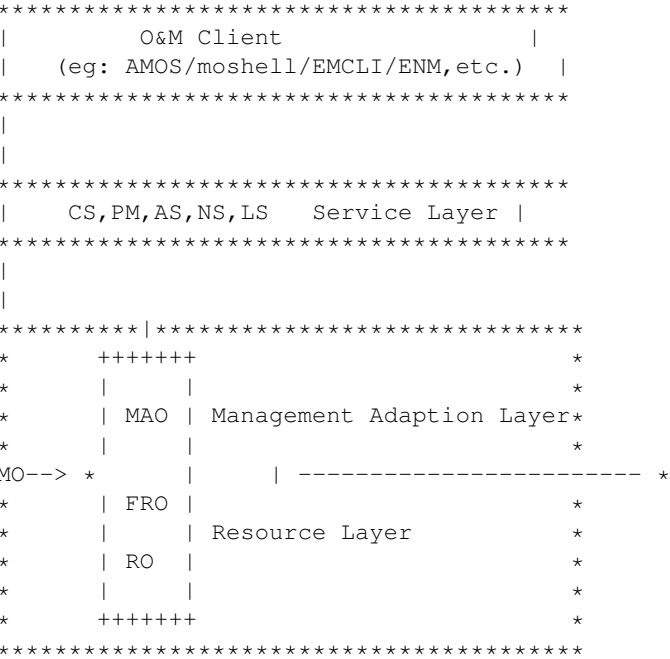 ****************************************
|         O&M Client                 |
|   (eg: AMOS/moshell/EMCLI/ENM,etc.)  |
****************************************
|
|
****************************************
|    CS,PM,AS,NS,LS   Service Layer |
****************************************
|
|
**********|******************************
*      +++++++                          *
*      |     |                          *
*      | MAO | Management Adaption Layer*
*      |     |                          *
MO--> *      |     | ------------------------ *
*      | FRO |                          *
*      |     | Resource Layer           *
*      | RO  |                          *
*      |     |                          *
*      +++++++                          *
*****************************************